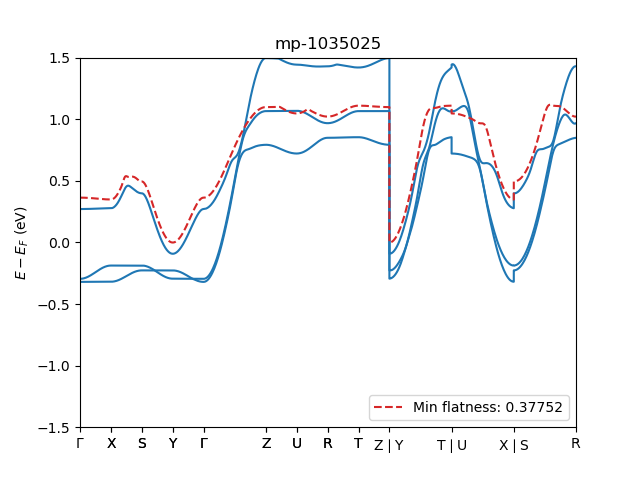 mp-1035025
E − E_F (eV)
1.5
1.0
0.5
0.0
−0.5
−1.0
−1.5
Min flatness: 0.37752
Γ X S Y Γ Z U R T Z | Y T | U X | S R